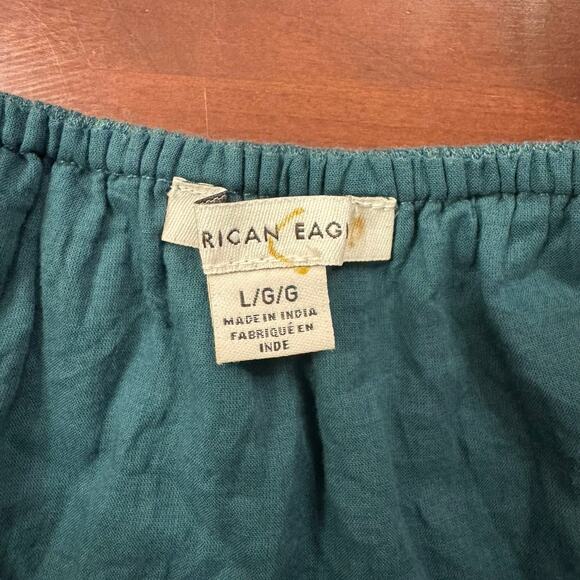 RICAN EAG
L/G/G
MADE IN INDIA
FABRIQUÉ EN
INDE